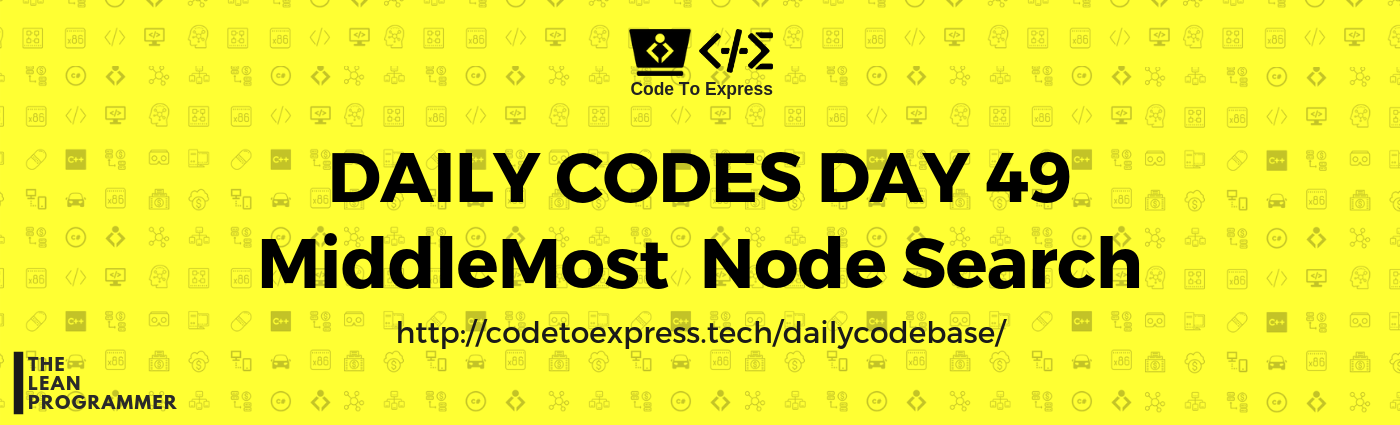 Code To Express
DAILY CODES DAY 49
MiddleMost Node Search
http://codetoexpress.tech/dailycodebase/
THE
LEAN
PROGRAMMER